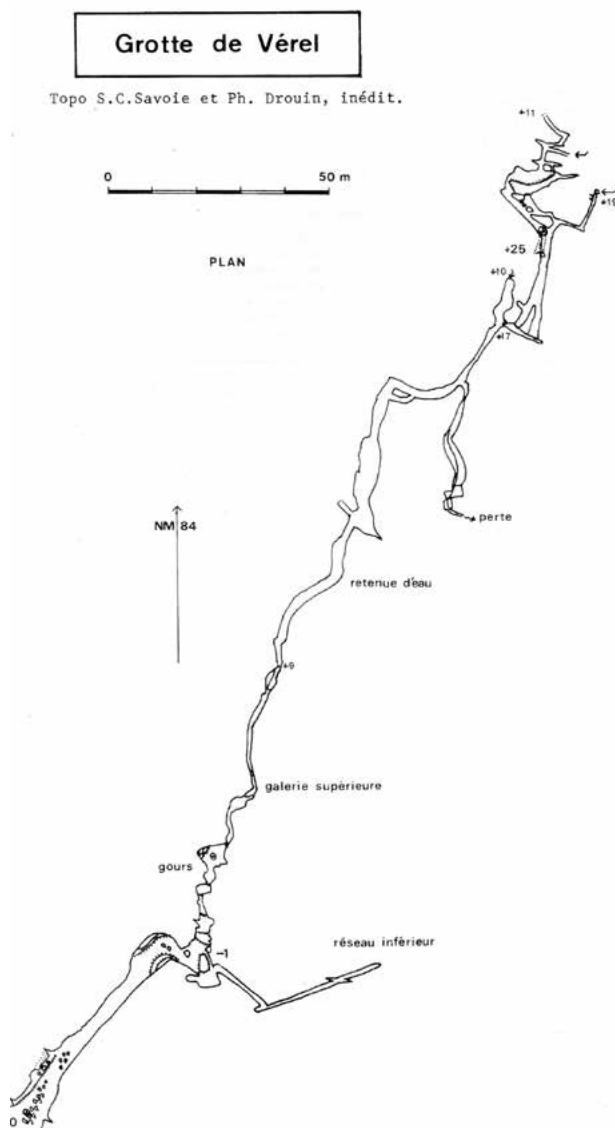 Grotte de Vérel
Topo S.C.Savoie et Ph. Drouin, inédit.
0 50 m
PLAN
+11
+19
+25
+10
+17
perte
NM 84
retenue d'eau
+9
galerie supérieure
gours
réseau inférieur
-1
0